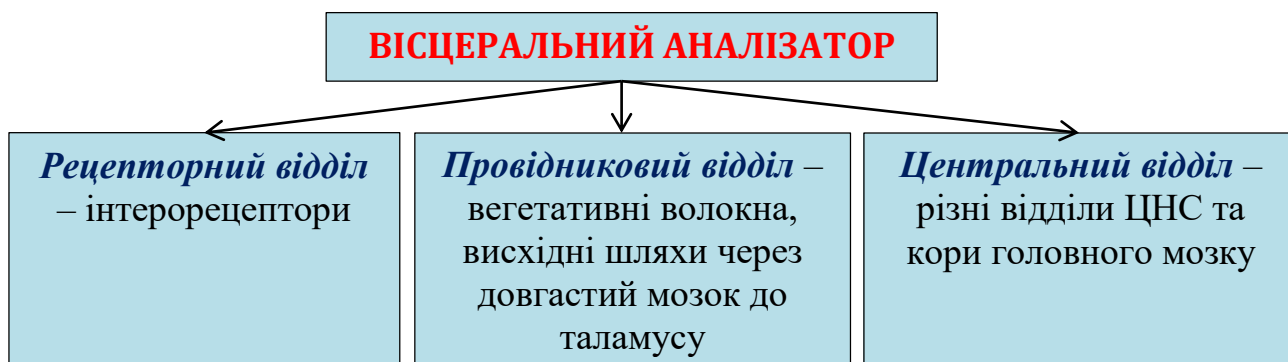 ВІСЦЕРАЛЬНИЙ АНАЛІЗАТОР
Рецепторний відділ
– інтерорецептори
Провідниковий відділ –
вегетативні волокна,
висхідні шляхи через
довгастий мозок до
таламусу
Центральний відділ –
різні відділи ЦНС та
кори головного мозку